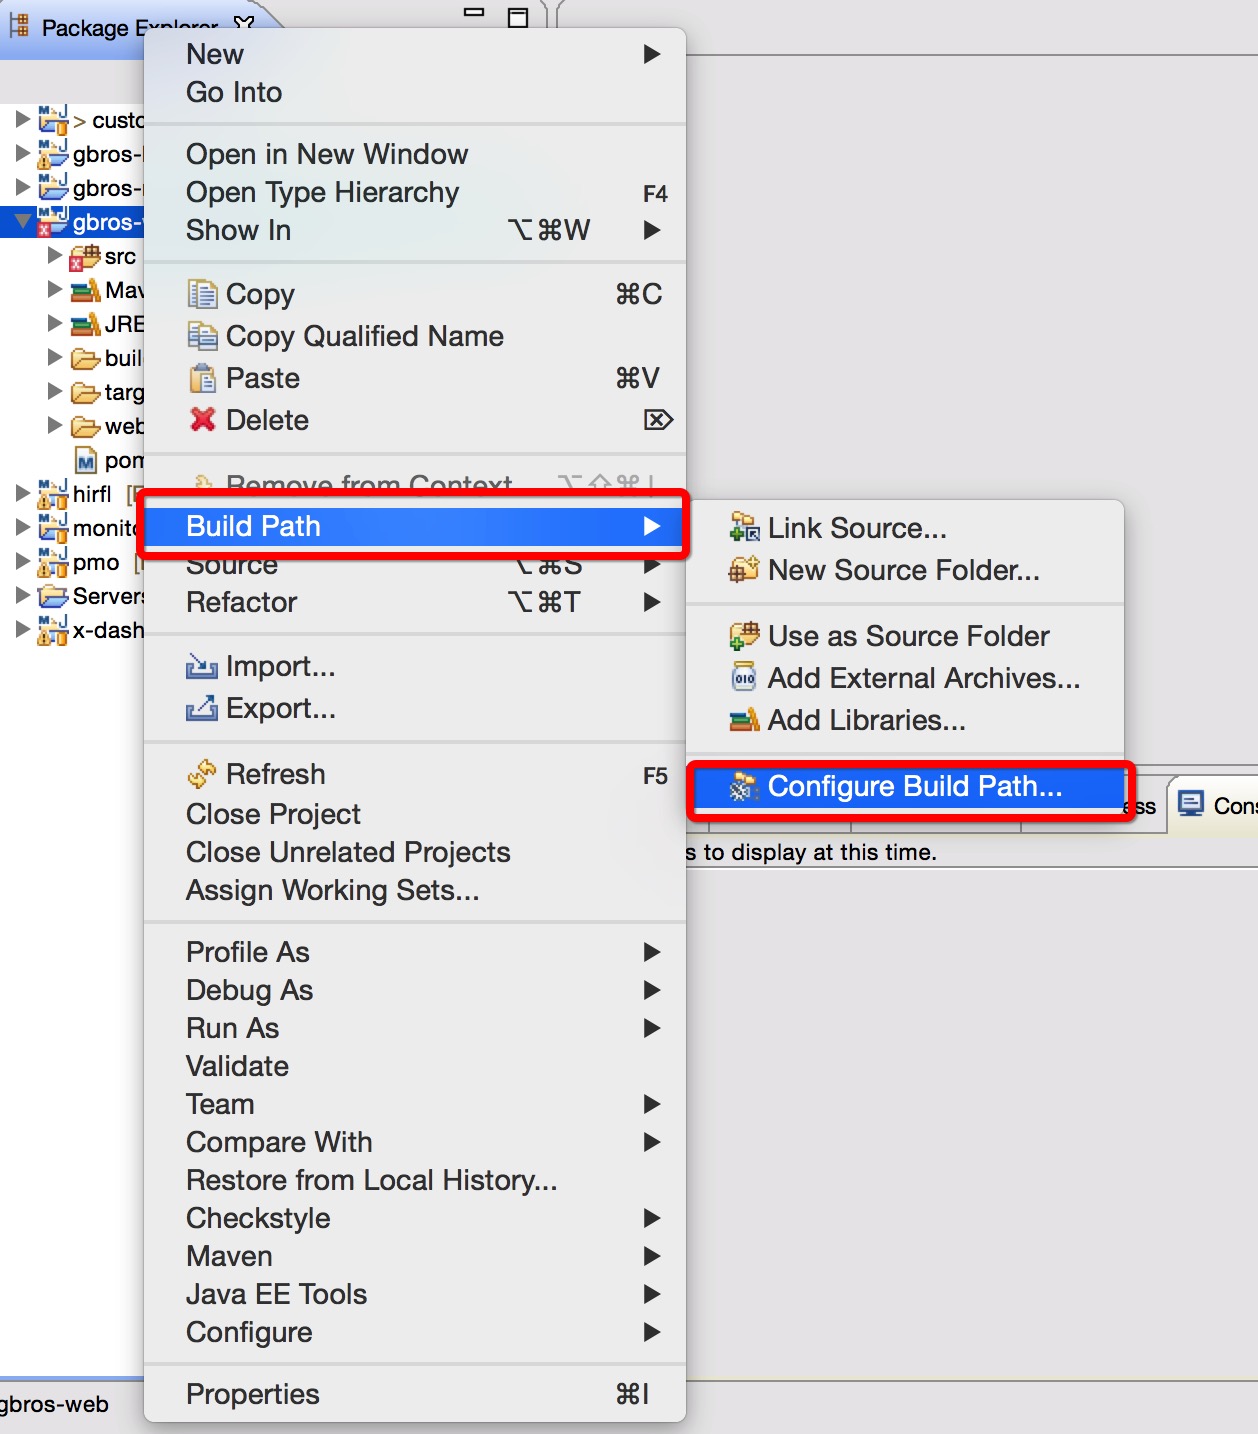 Package Explorer
> custo
gbros-
gbros-
gbros-
src
Mav
JRE
buil
targ
web
pom
hirfl [
monito
pmo [
Servers
x-dash
New
Go Into
Open in New Window
Open Type Hierarchy F4
Show In ⌥⌘W
Copy ⌘C
Copy Qualified Name
Paste ⌘V
Delete ⌦
Remove from Context ⌥⇧⌘
Build Path
Source ⌥⌘S
Refactor ⌥⌘T
Import...
Export...
Refresh F5
Close Project
Close Unrelated Projects
Assign Working Sets...
Profile As
Debug As
Run As
Validate
Team
Compare With
Restore from Local History...
Checkstyle
Maven
Java EE Tools
Configure
Properties ⌘I
Link Source...
New Source Folder...
Use as Source Folder
Add External Archives...
Add Libraries...
Configure Build Path...
ess
Cons
s to display at this time.
gbros-web